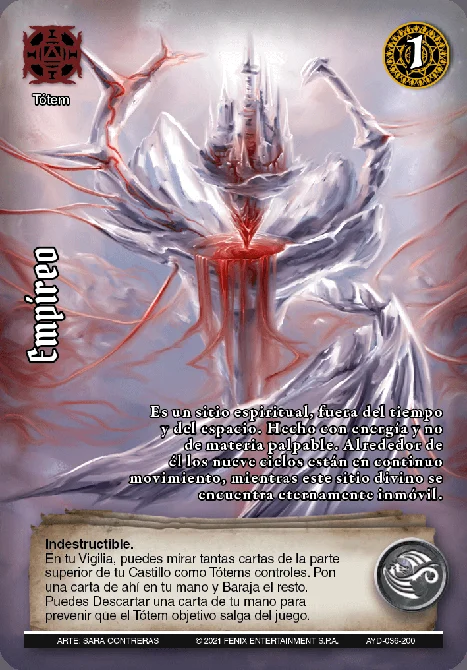 1
Tótem
Empíreo
Es un sitio espiritual, fuera del tiempo
y del espacio. Hecho con energía y no
de materia palpable. Alrededor de
él los nueve ciclos están en continuo
movimiento, mientras este sitio divino se
encuentra eternamente inmóvil.
Indestructible.
En tu Vigilia, puedes mirar tantas cartas de la parte
superior de tu Castillo como Tótems controles. Pon
una carta de ahí en tu mano y Baraja el resto.
Puedes Descartar una carta de tu mano para
prevenir que el Tótem objetivo salga del juego.
ARTE: SARA CONTRERAS © 2021 FENIX ENTERTAINMENT S.R.A. AYD-036-200